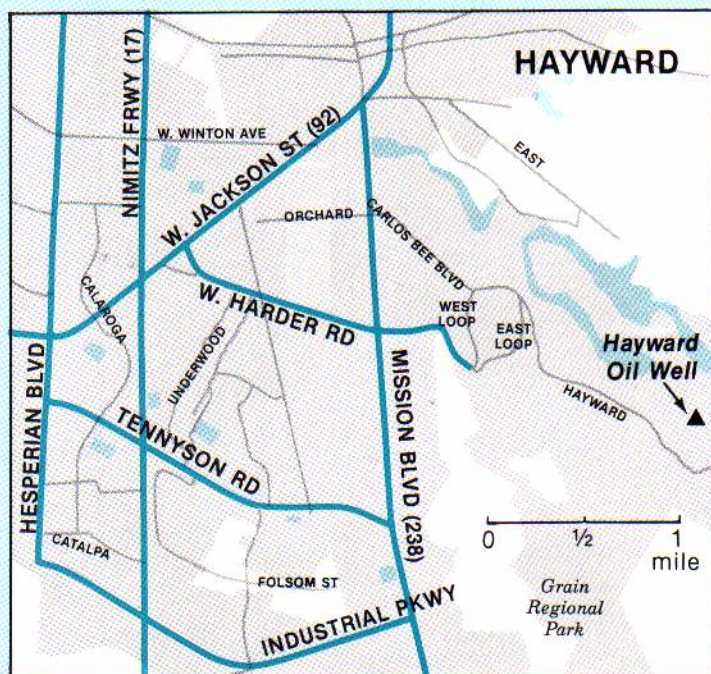 HAYWARD
NIMITZ FRWY (17)
W. WINTON AVE
W. JACKSON ST (92)
EAST
ORCHARD
CARLOS BEE BLVD
CALAROGA
W. HARDER RD
WEST
LOOP
EAST
LOOP
Hayward
Oil Well
UNDERWOOD
HAYWARD
HESPERIAN BLVD
TENNYSON RD
MISSION BLVD (238)
0 ½ 1
mile
CATALPA
FOLSOM ST
Grain
Regional
Park
INDUSTRIAL PKWY